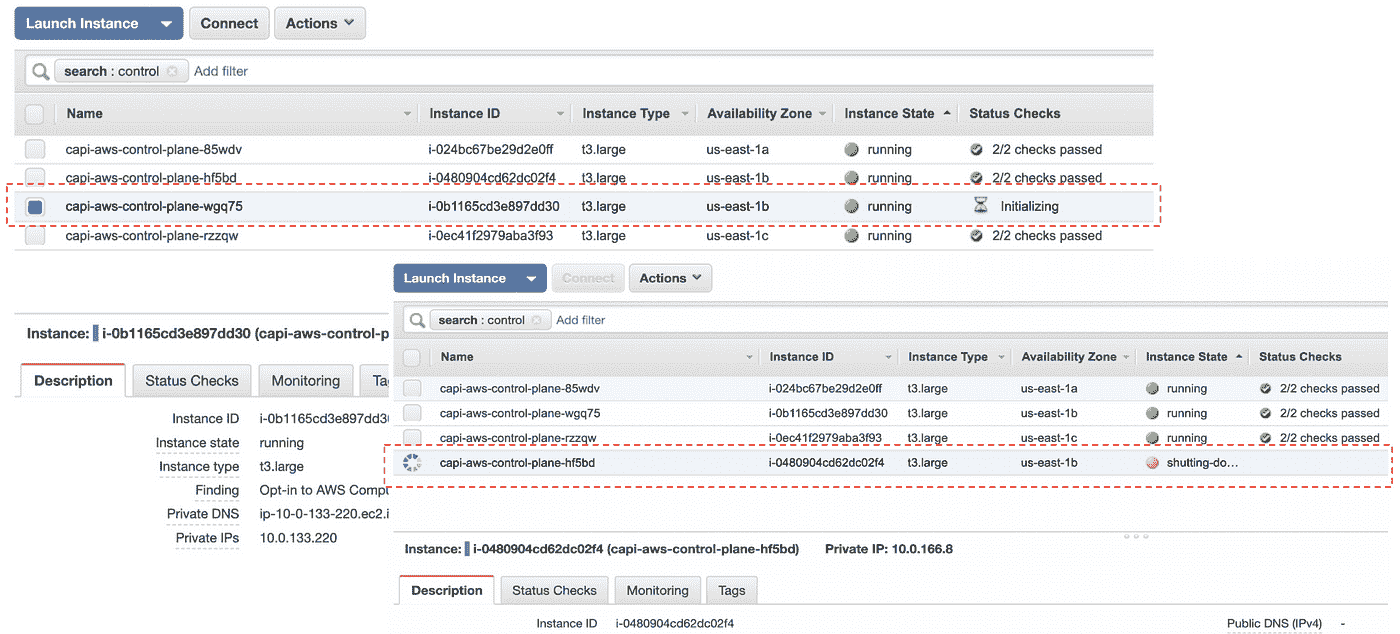 Launch Instance Connect Actions
search : control Add filter
Name Instance ID Instance Type Availability Zone Instance State Status Checks
capi-aws-control-plane-85wdv i-024bc67be29d2e0ff t3.large us-east-1a running 2/2 checks passed
capi-aws-control-plane-hf5bd i-0480904cd62dc02f4 t3.large us-east-1b running 2/2 checks passed
capi-aws-control-plane-wgq75 i-0b1165cd3e897dd30 t3.large us-east-1b running Initializing
capi-aws-control-plane-rzzqw i-0ec41f2979aba3f93 t3.large us-east-1c running 2/2 checks passed
Instance: i-0b1165cd3e897dd30 (capi-aws-control-p
Description Status Checks Monitoring Ta
Instance ID i-0b1165cd3e897dd30
Instance state running
Instance type t3.large
Finding Opt-in to AWS Compu
Private DNS ip-10-0-133-220.ec2.i
Private IPs 10.0.133.220
Launch Instance Connect Actions
search : control Add filter
Name Instance ID Instance Type Availability Zone Instance State Status Checks
capi-aws-control-plane-85wdv i-024bc67be29d2e0ff t3.large us-east-1a running 2/2 checks passed
capi-aws-control-plane-wgq75 i-0b1165cd3e897dd30 t3.large us-east-1b running 2/2 checks passed
capi-aws-control-plane-rzzqw i-0ec41f2979aba3f93 t3.large us-east-1c running 2/2 checks passed
capi-aws-control-plane-hf5bd i-0480904cd62dc02f4 t3.large us-east-1b shutting-do...
Instance: i-0480904cd62dc02f4 (capi-aws-control-plane-hf5bd) Private IP: 10.0.166.8
Description Status Checks Monitoring Tags
Instance ID i-0480904cd62dc02f4 Public DNS (IPv4) -